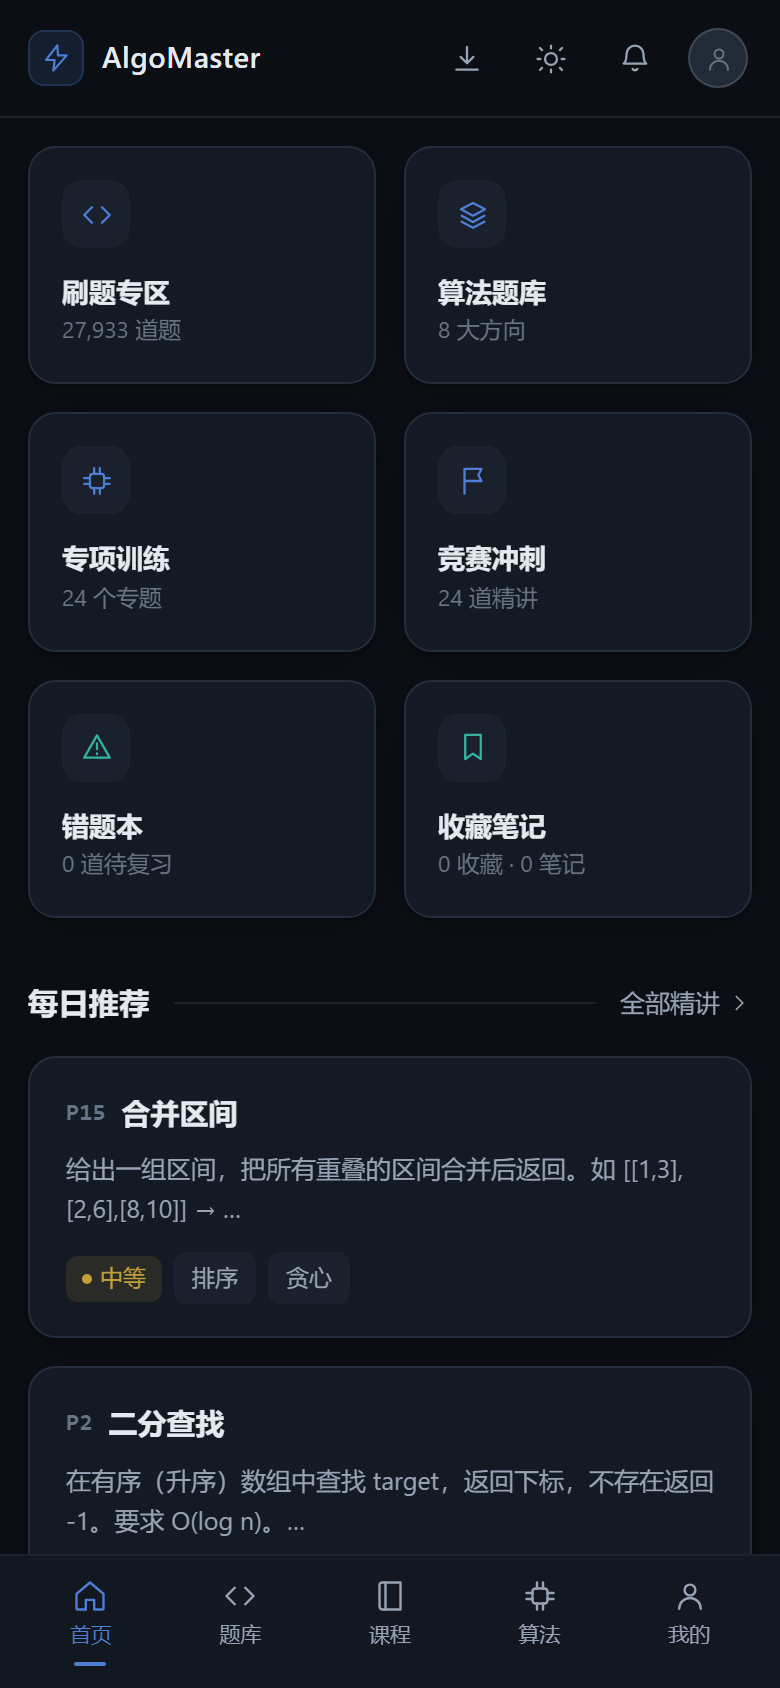 AlgoMaster
刷题专区
27,933 道题
算法题库
8 大方向
专项训练
24 个专题
竞赛冲刺
24 道精讲
错题本
0 道待复习
收藏笔记
0 收藏 · 0 笔记
每日推荐
全部精讲
P15 合并区间
给出一组区间，把所有重叠的区间合并后返回。如 [[1,3],
[2,6],[8,10]] → ...
中等 排序 贪心
P2 二分查找
在有序（升序）数组中查找 target，返回下标，不存在返回
-1。要求 O(log n)。...
首页 题库 课程 算法 我的